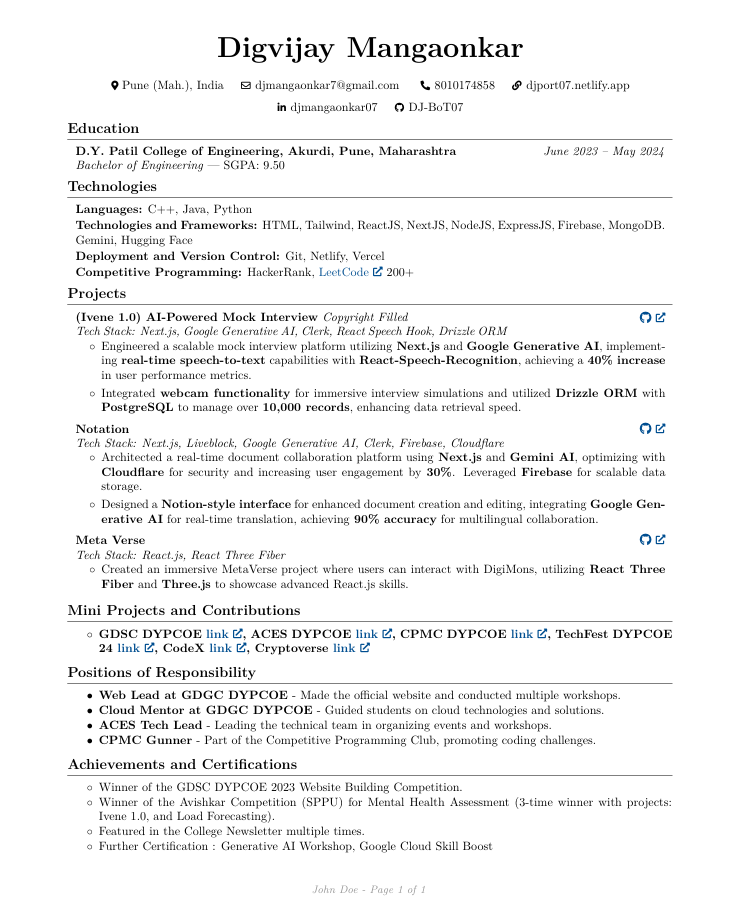 Digvijay Mangaonkar
Pune (Mah.), India djmangaonkar7@gmail.com 8010174858 djport07.netlify.app
djmangaonkar07 DJ-BoT07
Education
D.Y. Patil College of Engineering, Akurdi, Pune, Maharashtra June 2023 – May 2024
Bachelor of Engineering — SGPA: 9.50
Technologies
Languages: C++, Java, Python
Technologies and Frameworks: HTML, Tailwind, ReactJS, NextJS, NodeJS, ExpressJS, Firebase, MongoDB.
Gemini, Hugging Face
Deployment and Version Control: Git, Netlify, Vercel
Competitive Programming: HackerRank, LeetCode 200+
Projects
(Ivene 1.0) AI-Powered Mock Interview Copyright Filled
Tech Stack: Next.js, Google Generative AI, Clerk, React Speech Hook, Drizzle ORM
◦ Engineered a scalable mock interview platform utilizing Next.js and Google Generative AI, implement-
ing real-time speech-to-text capabilities with React-Speech-Recognition, achieving a 40% increase
in user performance metrics.
◦ Integrated webcam functionality for immersive interview simulations and utilized Drizzle ORM with
PostgreSQL to manage over 10,000 records, enhancing data retrieval speed.
Notation
Tech Stack: Next.js, Liveblock, Google Generative AI, Clerk, Firebase, Cloudflare
◦ Architected a real-time document collaboration platform using Next.js and Gemini AI, optimizing with
Cloudflare for security and increasing user engagement by 30%. Leveraged Firebase for scalable data
storage.
◦ Designed a Notion-style interface for enhanced document creation and editing, integrating Google Gen-
erative AI for real-time translation, achieving 90% accuracy for multilingual collaboration.
Meta Verse
Tech Stack: React.js, React Three Fiber
◦ Created an immersive MetaVerse project where users can interact with DigiMons, utilizing React Three
Fiber and Three.js to showcase advanced React.js skills.
Mini Projects and Contributions
◦ GDSC DYPCOE link, ACES DYPCOE link, CPMC DYPCOE link, TechFest DYPCOE
24 link, CodeX link, Cryptoverse link
Positions of Responsibility
• Web Lead at GDGC DYPCOE - Made the official website and conducted multiple workshops.
• Cloud Mentor at GDGC DYPCOE - Guided students on cloud technologies and solutions.
• ACES Tech Lead - Leading the technical team in organizing events and workshops.
• CPMC Gunner - Part of the Competitive Programming Club, promoting coding challenges.
Achievements and Certifications
◦ Winner of the GDSC DYPCOE 2023 Website Building Competition.
◦ Winner of the Avishkar Competition (SPPU) for Mental Health Assessment (3-time winner with projects:
Ivene 1.0, and Load Forecasting).
◦ Featured in the College Newsletter multiple times.
◦ Further Certification : Generative AI Workshop, Google Cloud Skill Boost
John Doe - Page 1 of 1